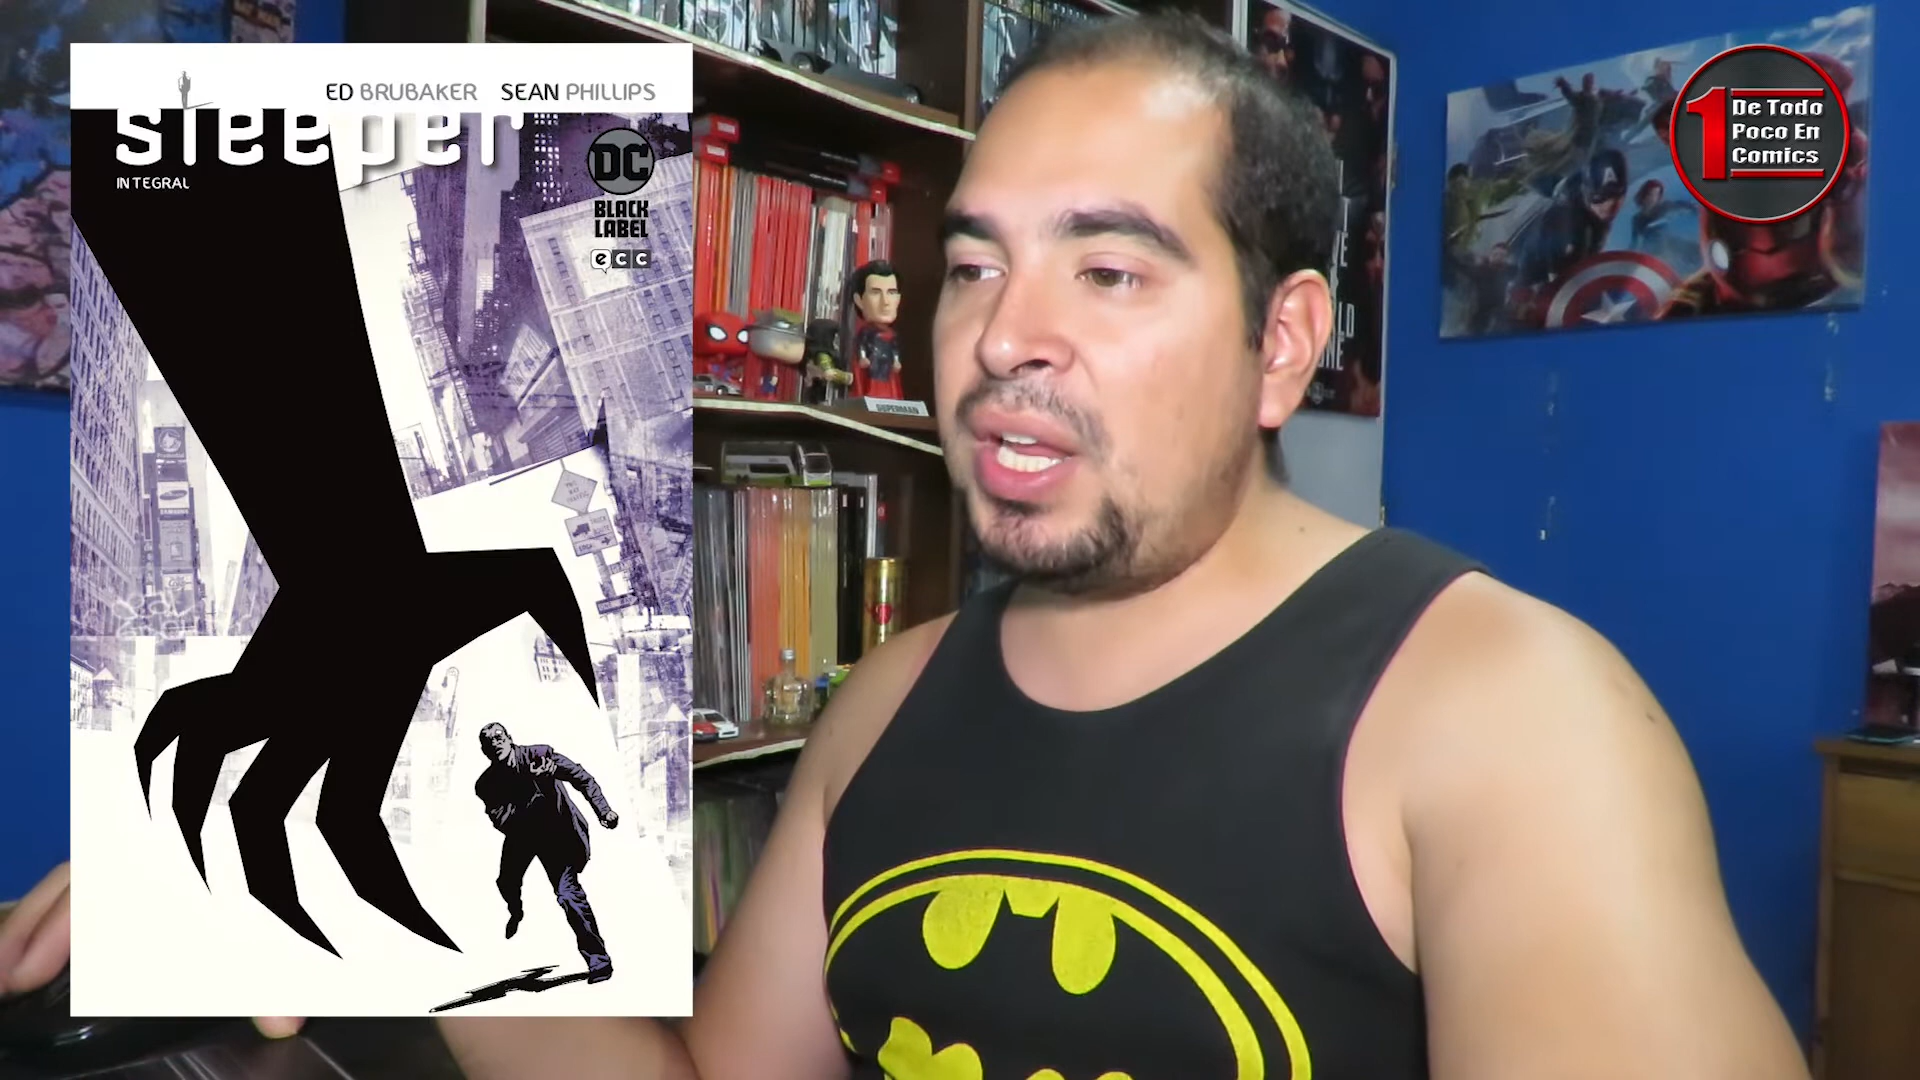 ED BRUBAKER SEAN PHILLIPS
sleeper
INTEGRAL
DC
BLACK
LABEL
ecc
SUPERMAN
1
De Todo
Poco En
Comics